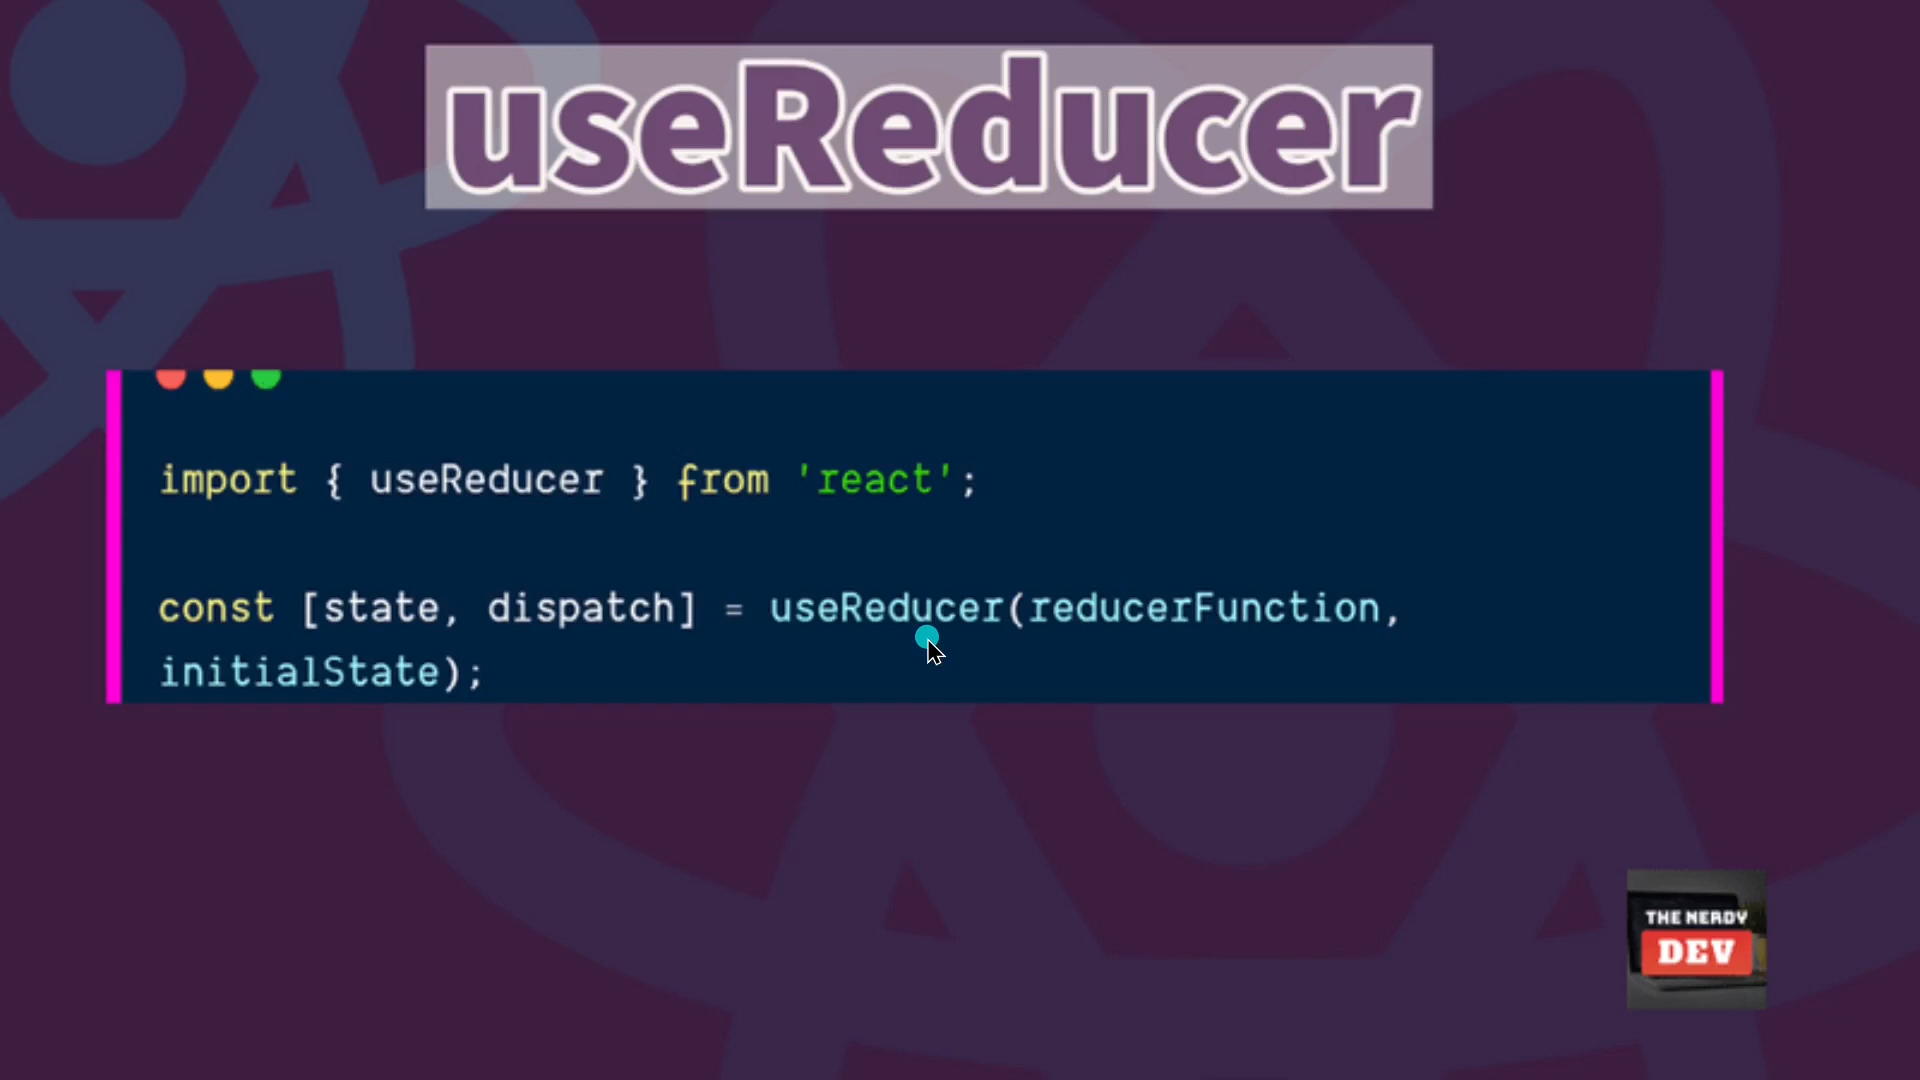 useReducer
import { useReducer } from 'react';
const [state, dispatch] = useReducer(reducerFunction,
initialState);
THE NERDY
DEV